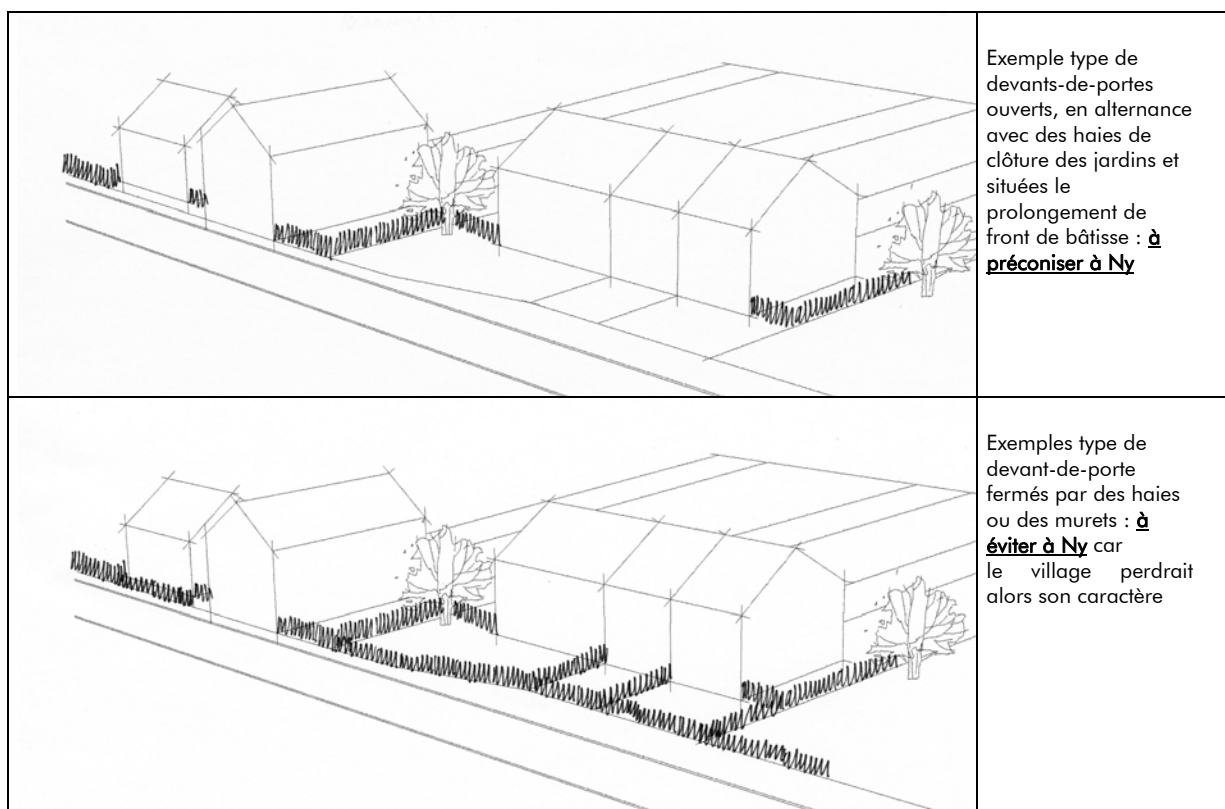 Exemple type de
devants-de-portes
ouverts, en alternance
avec des haies de
clôture des jardins et
situées le
prolongement de
front de bâtisse : à
préconiser à Ny
Exemples type de
devant-de-porte
fermés par des haies
ou des murets : à
éviter à Ny car
le village perdrait
alors son caractère